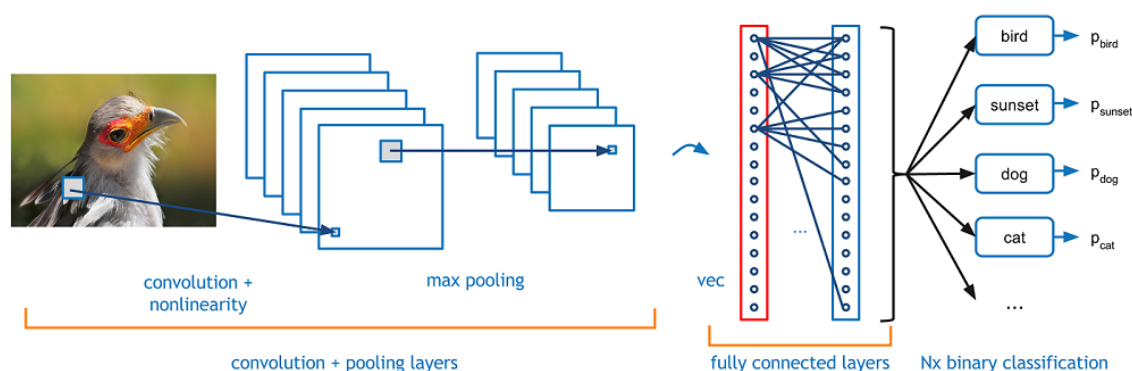 bird
p_bird
sunset
p_sunset
dog
p_dog
...
cat
p_cat
convolution +
nonlinearity
max pooling
vec
...
convolution + pooling layers
fully connected layers
Nx binary classification